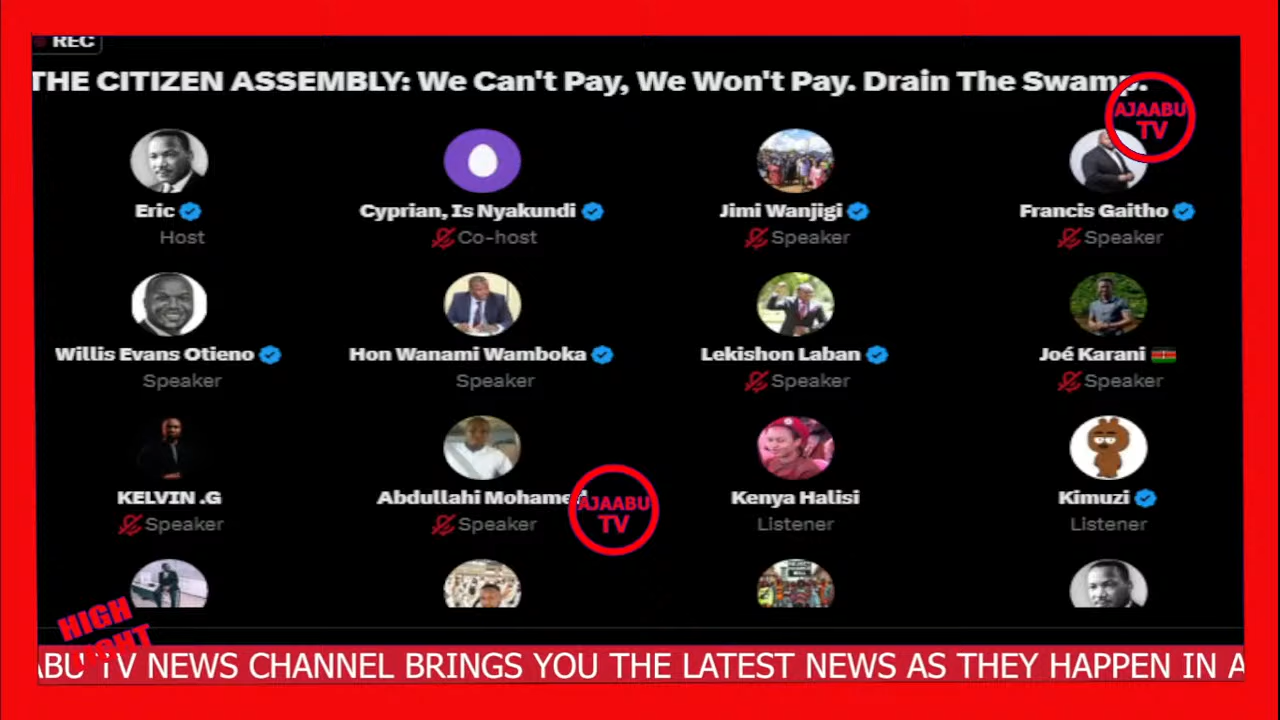 REC
THE CITIZEN ASSEMBLY: We Can't Pay, We Won't Pay. Drain The Swamp.
AJAABU
TV
Eric
Host
Cyprian, Is Nyakundi
Co-host
Jimi Wanjigi
Speaker
Francis Gaitho
Speaker
Willis Evans Otieno
Speaker
Hon Wanami Wamboka
Speaker
Lekishon Laban
Speaker
Joé Karani
Speaker
KELVIN .G
Speaker
Abdullahi Mohamed
Speaker
AJAABU
TV
Kenya Halisi
Listener
Kimuzi
Listener
HIGH
ABU TV NEWS CHANNEL BRINGS YOU THE LATEST NEWS AS THEY HAPPEN IN A